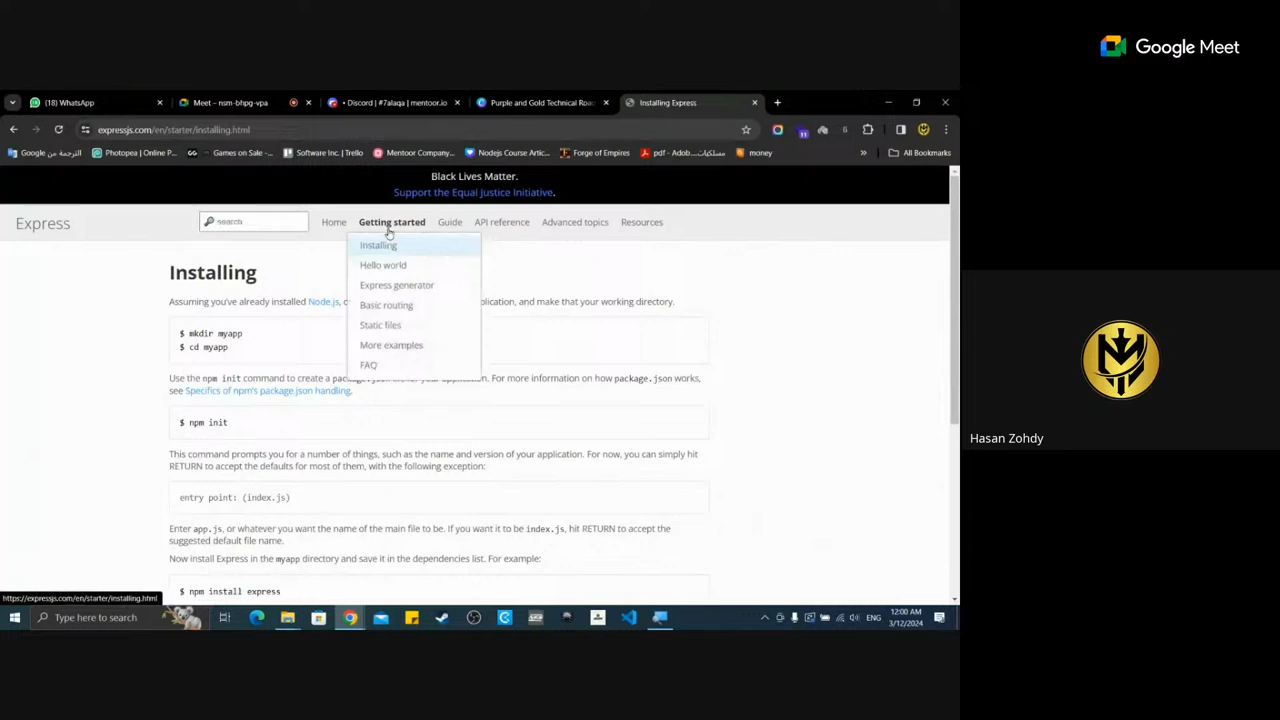 Google Meet
(18) WhatsApp
Meet – nsm-bhpg-vpa
• Discord | #7alaqa | mentoor.io
Purple and Gold Technical Roa
Installing Express
expressjs.com/en/starter/installing.html
الترجمة من Google
Photopea | Online P...
Games on Sale -...
Software Inc. | Trello
Mentoor Company...
Nodejs Course Artic...
Forge of Empires
مسلكيات... pdf - Adob...
money
All Bookmarks
Black Lives Matter.
Support the Equal Justice Initiative.
Express
search
Home
Getting started
Guide
API reference
Advanced topics
Resources
Installing
Hello world
Express generator
Basic routing
Static files
More examples
FAQ
Installing
Assuming you've already installed Node.js, plication, and make that your working directory.
$ mkdir myapp
$ cd myapp
Use the npm init command to create a application. For more information on how package.json works,
see Specifics of npm's package.json handling.
$ npm init
This command prompts you for a number of things, such as the name and version of your application. For now, you can simply hit
RETURN to accept the defaults for most of them, with the following exception:
entry point: (index.js)
Enter app.js, or whatever you want the name of the main file to be. If you want it to be index.js, hit RETURN to accept the
suggested default file name.
Now install Express in the myapp directory and save it in the dependencies list. For example:
$ npm install express
https://expressjs.com/en/starter/installing.html
Type here to search
ENG
12:00 AM
3/12/2024
Hasan Zohdy